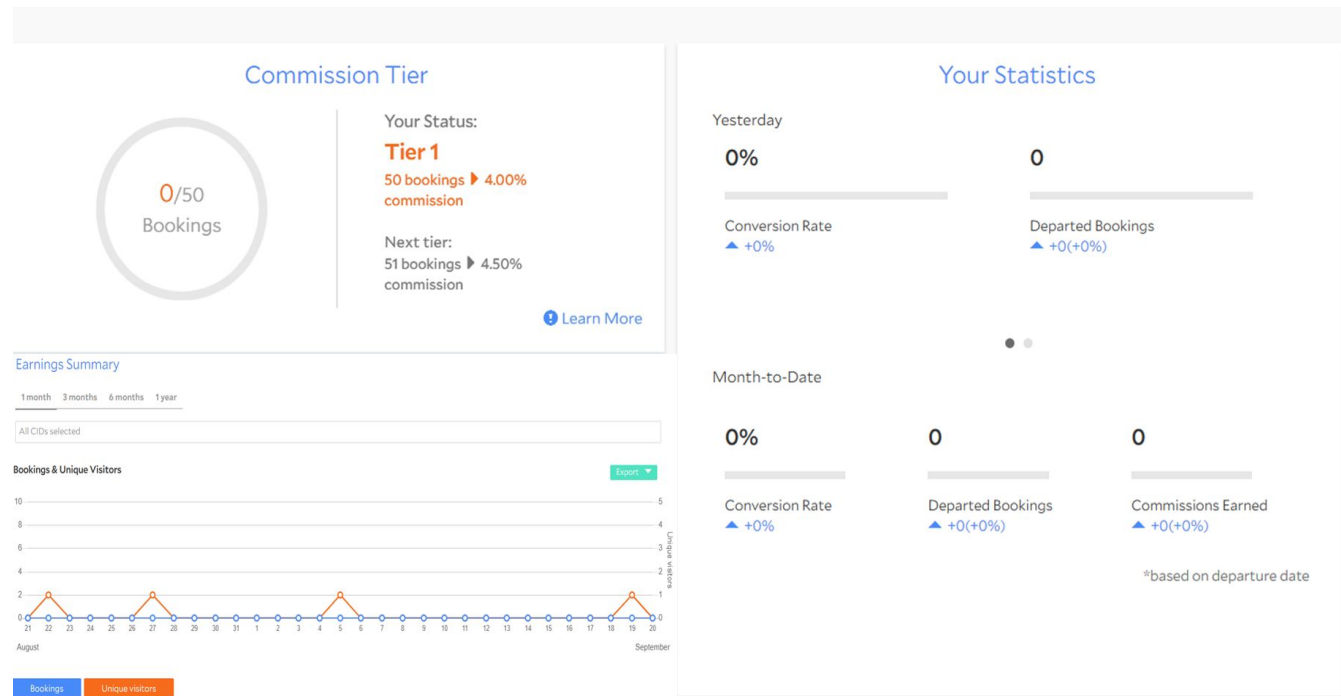 Commission Tier
0/50
Bookings
Your Status:
Tier 1
50 bookings 4.00%
commission
Next tier:
51 bookings 4.50%
commission
Learn More
Your Statistics
Yesterday
0% 0
Conversion Rate Departed Bookings
+0% +0(+0%)
Month-to-Date
0% 0 0
Conversion Rate Departed Bookings Commissions Earned
+0% +0(+0%) +0(+0%)
*based on departure date
Earnings Summary
1 month 3 months 6 months 1 year
All CIDs selected
Bookings & Unique Visitors
Export
10 5
8 4
6 3
4 2
2 1
0 0
Unique visitors
21 22 23 24 25 26 27 28 29 30 31 1 2 3 4 5 6 7 8 9 10 11 12 13 14 15 16 17 18 19 20
August September
Bookings Unique visitors